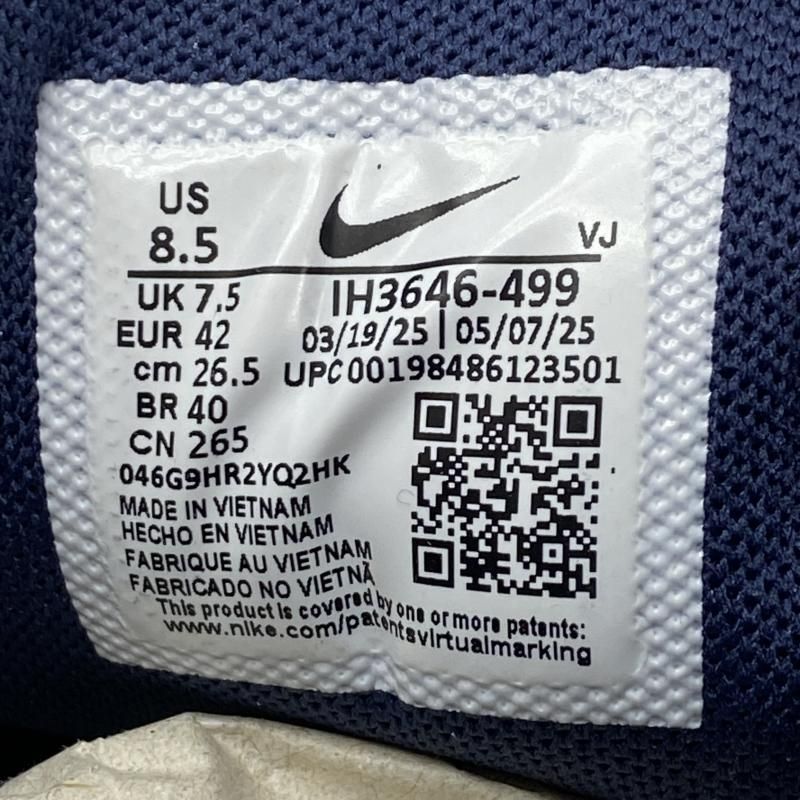 US
8.5
VJ
UK 7.5
IH3646-499
EUR 42
03/19/25 | 05/07/25
cm 26.5
UPC 00198486123501
BR 40
CN 265
046G9HR2YQ2HK
MADE IN VIETNAM
HECHO EN VIETNAM
FABRIQUE AU VIETNAM
FABRICADO NO VIETNÃ
This product is covered by one or more patents:
www.nike.com/patentsvirtualmarking